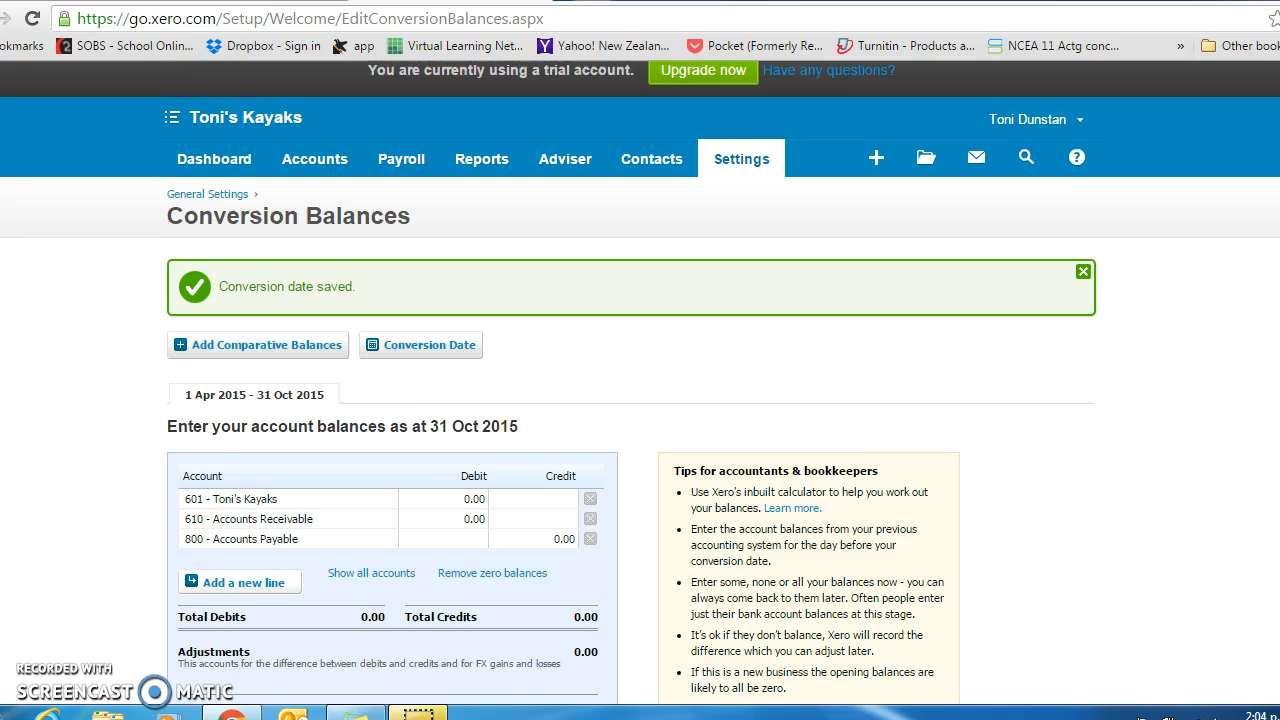 https://go.xero.com/Setup/Welcome/EditConversionBalances.aspx
okmarks SOBS - School Onlin... Dropbox - sign in app Virtual Learning Net... Yahoo! New Zealan... Pocket (Formerly Re... Turnitin - Products a... NCEA 11 Actg conc... » Other book
You are currently using a trial account. Upgrade now Have any questions?
Toni's Kayaks Toni Dunstan
Dashboard Accounts Payroll Reports Adviser Contacts Settings
General Settings ›
Conversion Balances
Conversion date saved.
Add Comparative Balances Conversion Date
1 Apr 2015 - 31 Oct 2015
Enter your account balances as at 31 Oct 2015
Account Debit Credit
601 - Toni's Kayaks 0.00
610 - Accounts Receivable 0.00
800 - Accounts Payable 0.00
Add a new line Show all accounts Remove zero balances
Total Debits 0.00 Total Credits 0.00
Adjustments 0.00
This accounts for the difference between debits and credits and for FX gains and losses
Tips for accountants & bookkeepers
• Use Xero's inbuilt calculator to help you work out
your balances. Learn more.
• Enter the account balances from your previous
accounting system for the day before your
conversion date.
• Enter some, none or all your balances now - you can
always come back to them later. Often people enter
just their bank account balances at this stage.
• It's ok if they don't balance, Xero will record the
difference which you can adjust later.
• If this is a new business the opening balances are
likely to all be zero.
RECORDED WITH
SCREENCAST MATIC
2:04